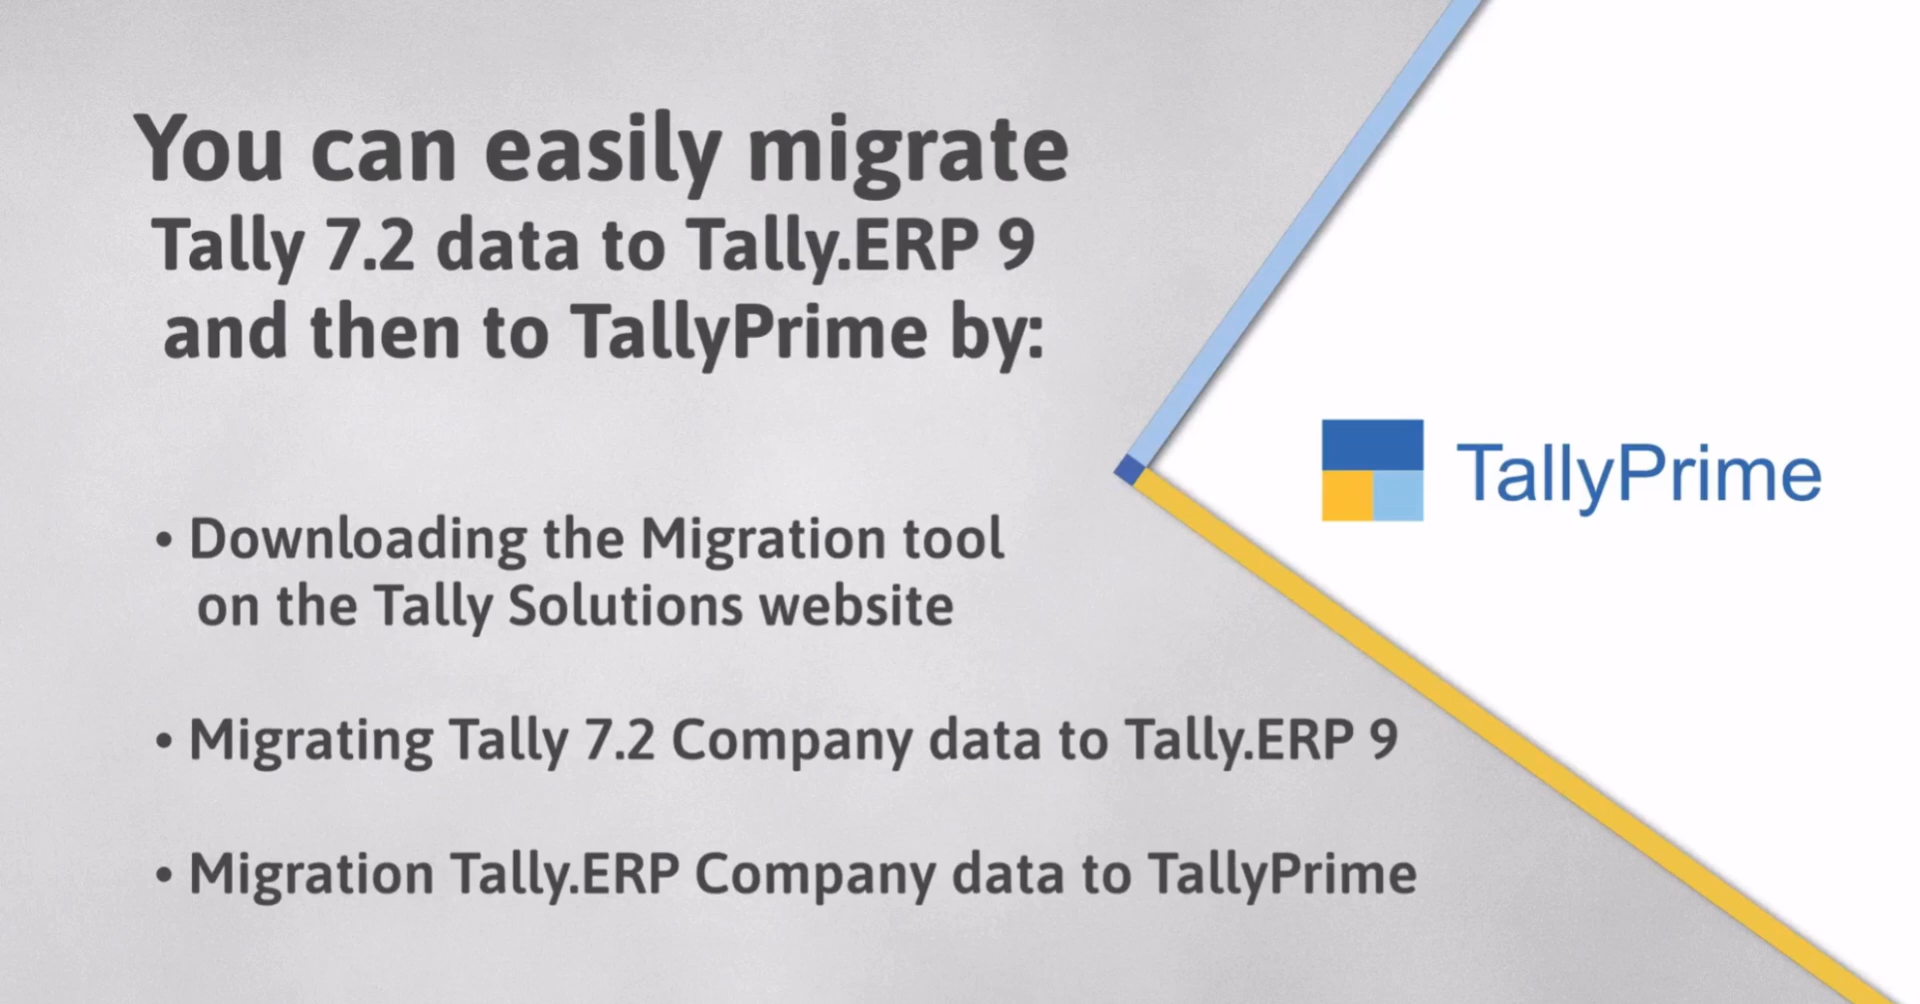 You can easily migrate
Tally 7.2 data to Tally.ERP 9
and then to TallyPrime by:
• Downloading the Migration tool
on the Tally Solutions website
• Migrating Tally 7.2 Company data to Tally.ERP 9
• Migration Tally.ERP Company data to TallyPrime
TallyPrime